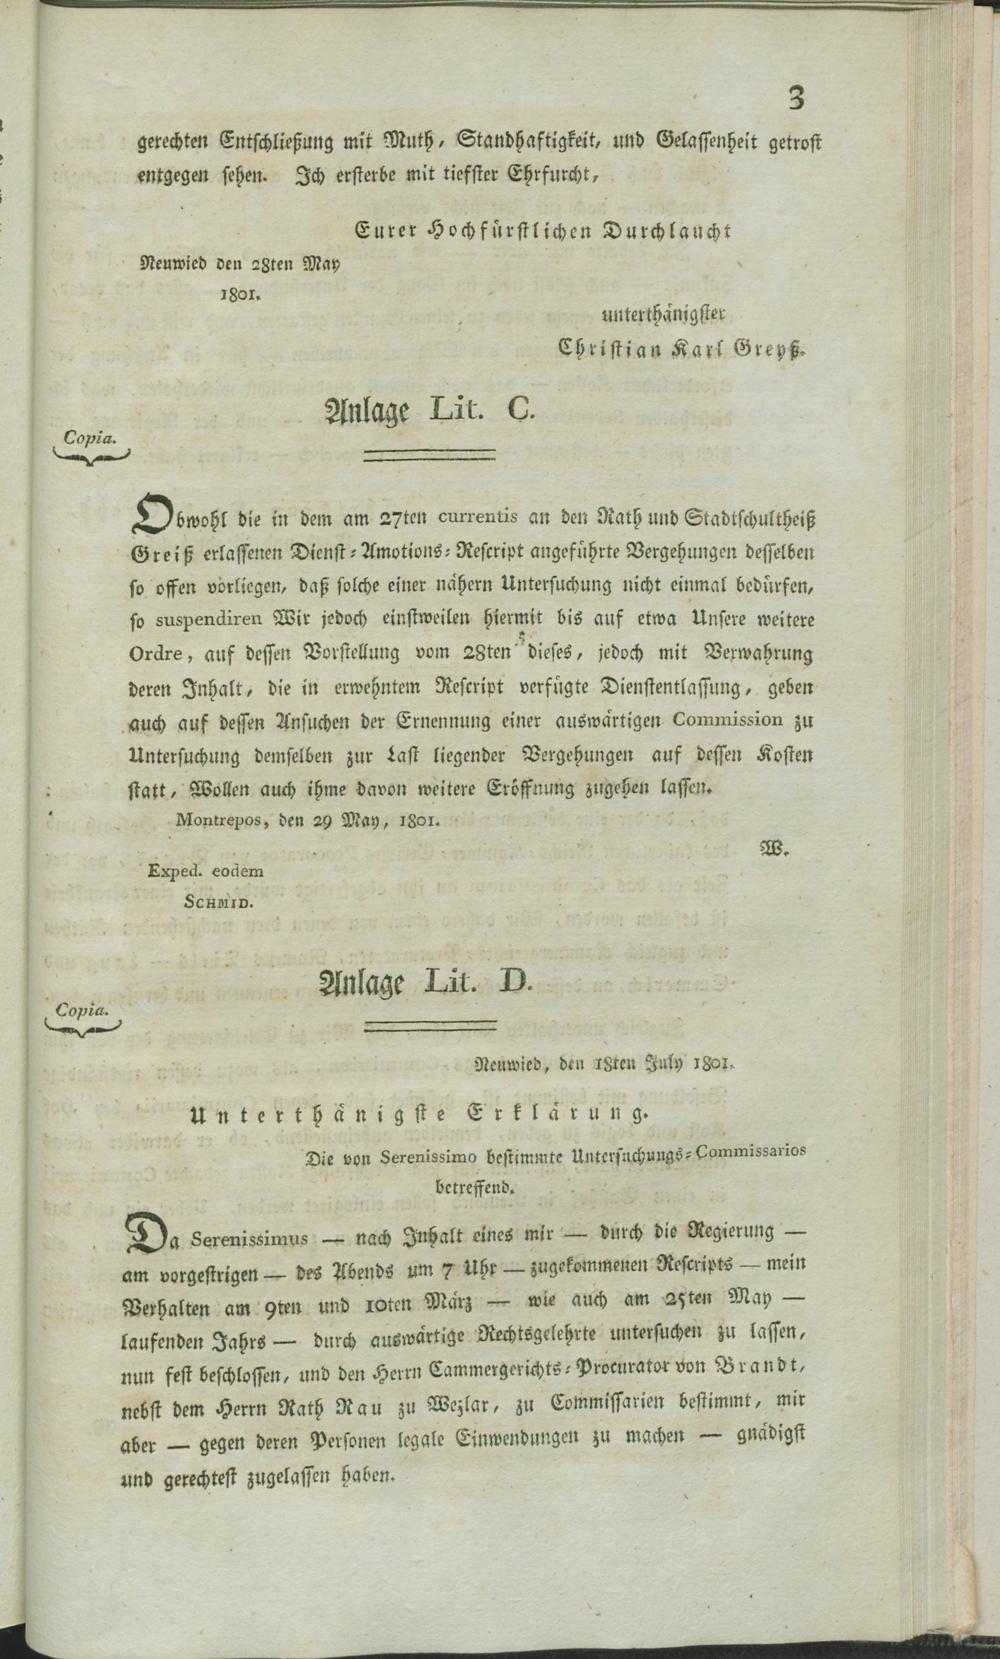 3
gerechten Entschließung mit Muth, Standhaftigkeit, und Gelassenheit getrost
entgegen sehen. Ich ersterbe mit tiefster Ehrfurcht,
Eurer Hochfürstlichen Durchlaucht
Neuwied den 28ten May
1801.
unterthänigster
Christian Karl Greyß.
Anlage Lit. C.
Copia.
Obwohl die in dem am 27ten currentis an den Rath und Stadtschultheiß
Greiß erlassenen Dienst-Amotions-Rescript angeführte Vergehungen desselben
so offen vorliegen, daß solche einer nähern Untersuchung nicht einmal bedürfen,
so suspendiren Wir jedoch einstweilen hiermit bis auf etwa Unsere weitere
Ordre, auf dessen Vorstellung vom 28ten dieses, jedoch mit Verwahrung
deren Inhalt, die in erwehntem Rescript verfügte Dienstentlassung, geben
auch auf dessen Ansuchen der Ernennung einer auswärtigen Commission zu
Untersuchung demselben zur Last liegender Vergehungen auf dessen Kosten
statt, Wollen auch ihme davon weitere Eröffnung zugehen lassen.
Montrepos, den 29 May, 1801.
W.
Exped. eodem
SCHMID.
Anlage Lit. D.
Copia.
Neuwied, den 18ten July 1801.
Unterthänigste Erklärung.
Die von Serenissimo bestimmte Untersuchungs-Commissarios
betreffend.
Da Serenissimus — nach Inhalt eines mir — durch die Regierung —
am vorgestrigen — des Abends um 7 Uhr — zugekommenen Rescripts — mein
Verhalten am 9ten und 10ten März — wie auch am 25ten May —
laufenden Jahrs — durch auswärtige Rechtsgelehrte untersuchen zu lassen,
nun fest beschlossen, und den Herrn Cammergerichts-Procurator von Brandt,
nebst dem Herrn Rath Rau zu Wezlar, zu Commissarien bestimmt, mir
aber — gegen deren Personen legale Einwendungen zu machen — gnädigst
und gerechtest zugelassen haben.